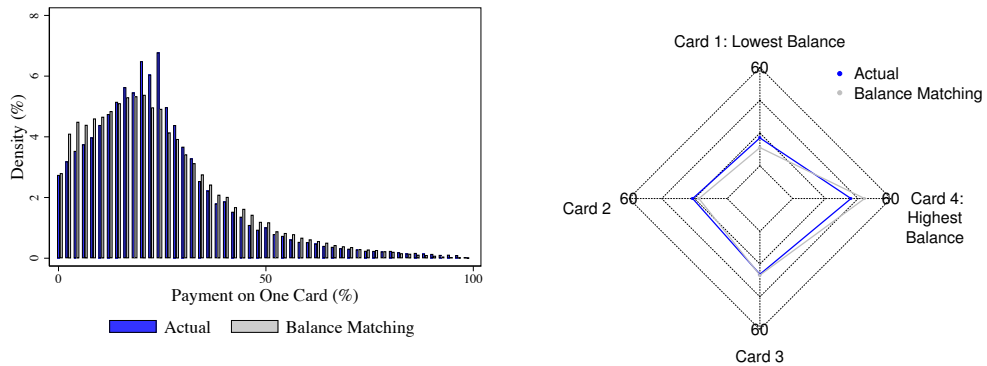 8
6
4
2
0
Density (%)
0 50 100
Payment on One Card (%)
Actual Balance Matching
Card 1: Lowest Balance
60
Actual
Balance Matching
60
Card 2
60
Card 4:
Highest
Balance
60
Card 3